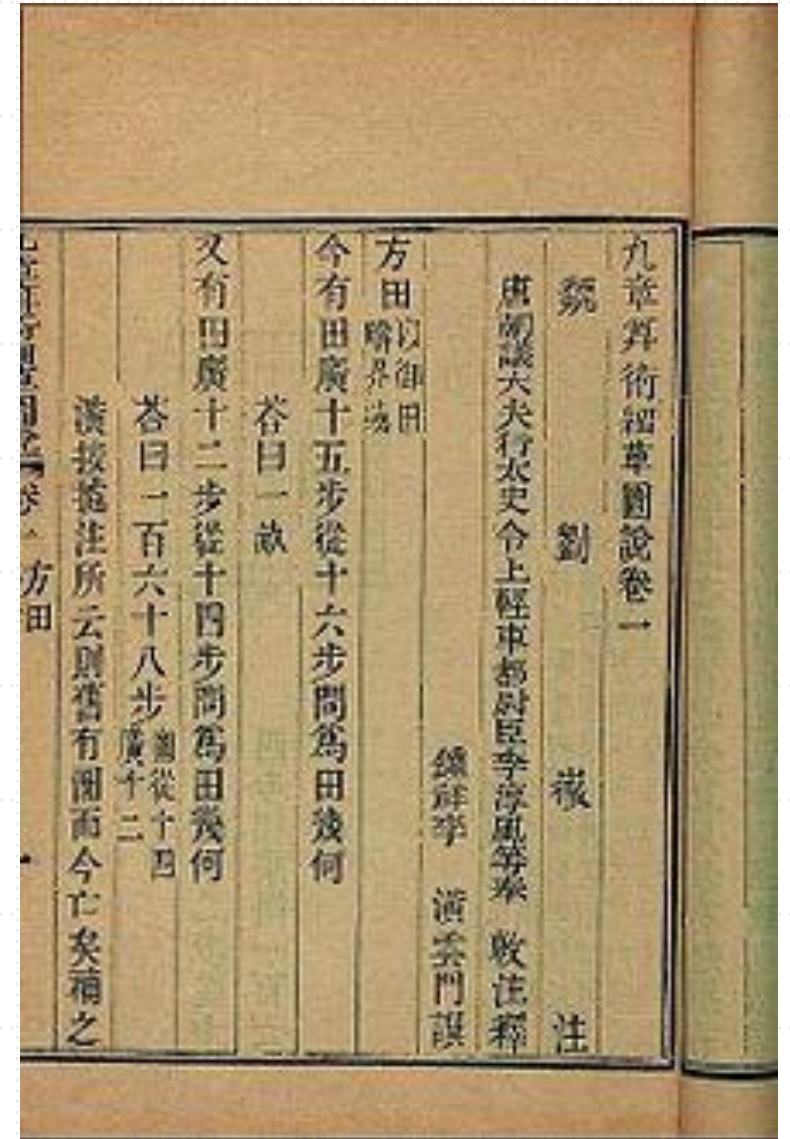 九章算術細草圖說卷一
魏劉徽注
唐朝議大夫行太史令上輕車都尉臣李淳風等奉敕注釋
鍾祥李潢雲門譔
方田以御田疇界域
今有田廣十五步從十六步問爲田幾何
荅曰一畝
又有田廣十二步從十四步問爲田幾何
荅曰一百六十八步圖從十四廣十二
潢按據注所云則舊有圖而今亡矣補之
九章算術細草圖說卷一方田